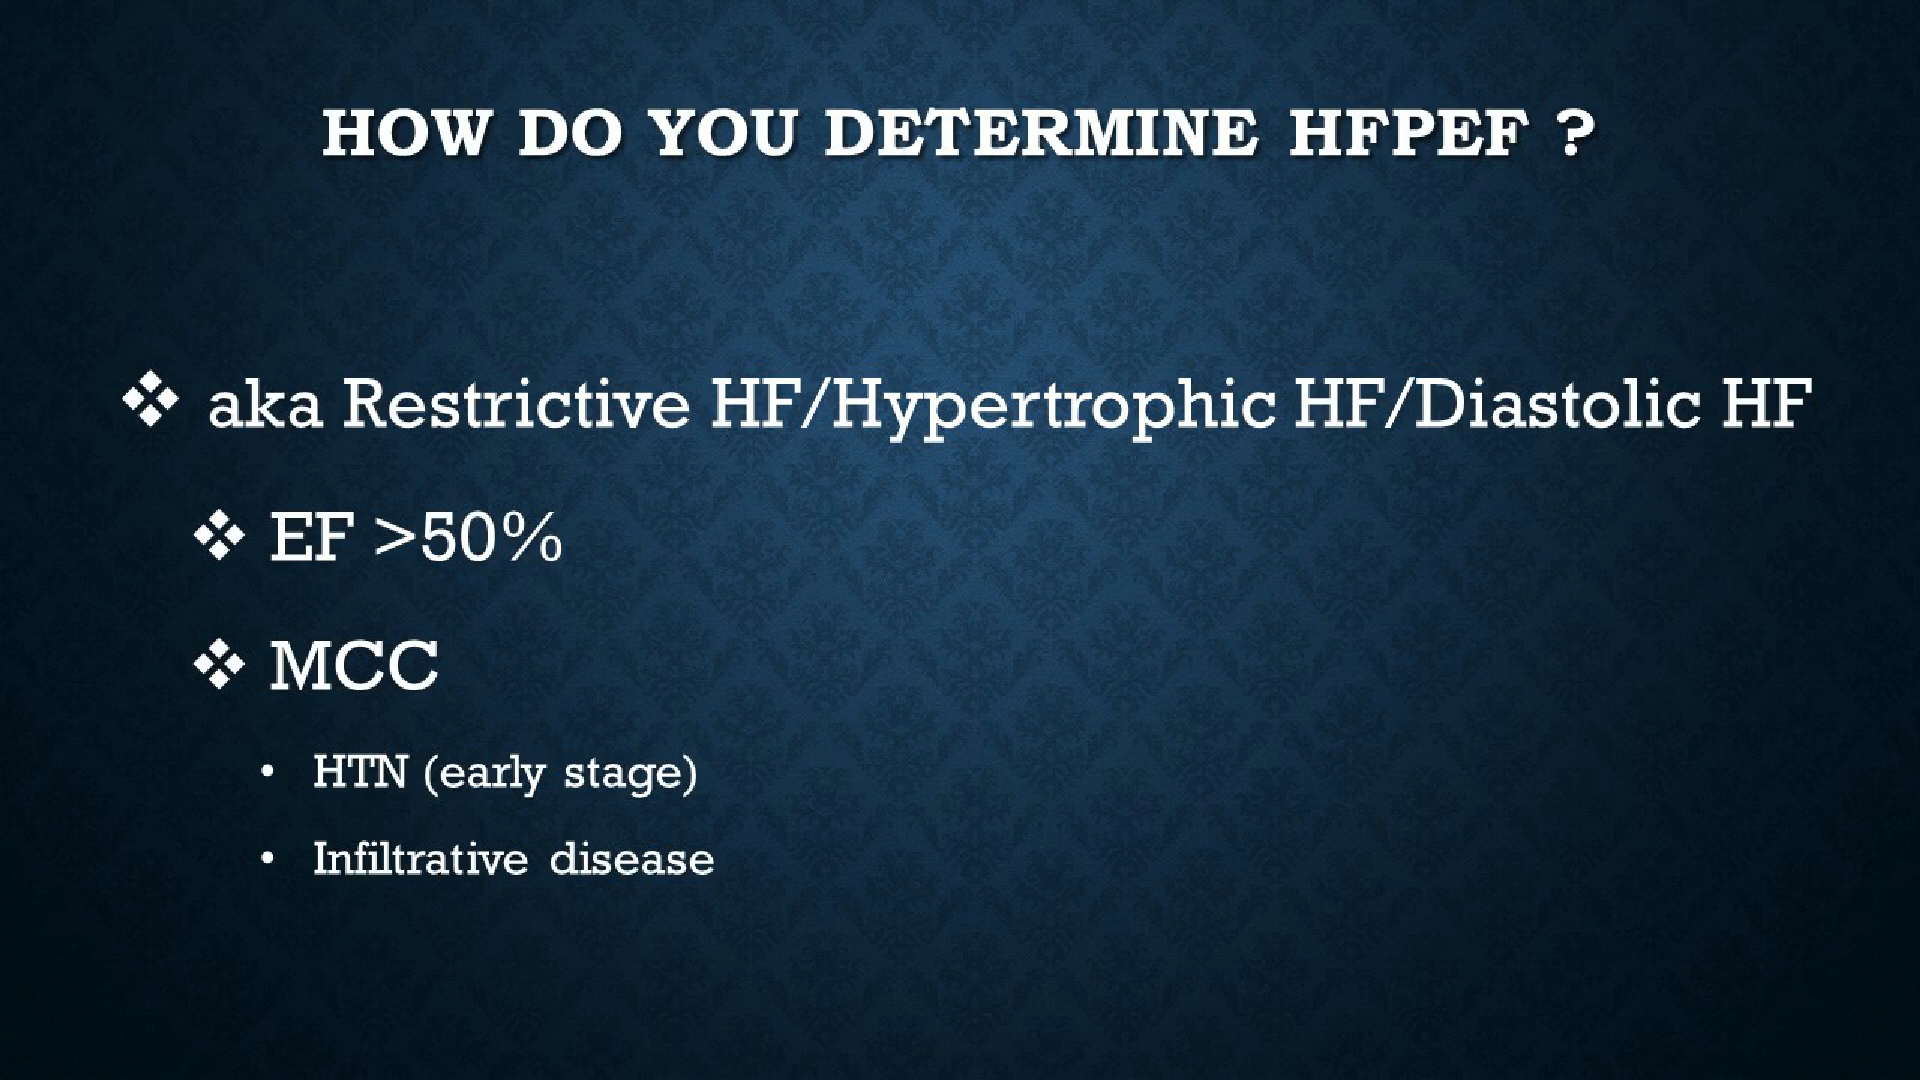 HOW DO YOU DETERMINE HFPEF ?
❖ aka Restrictive HF/Hypertrophic HF/Diastolic HF
❖ EF >50%
❖ MCC
• HTN (early stage)
• Infiltrative disease